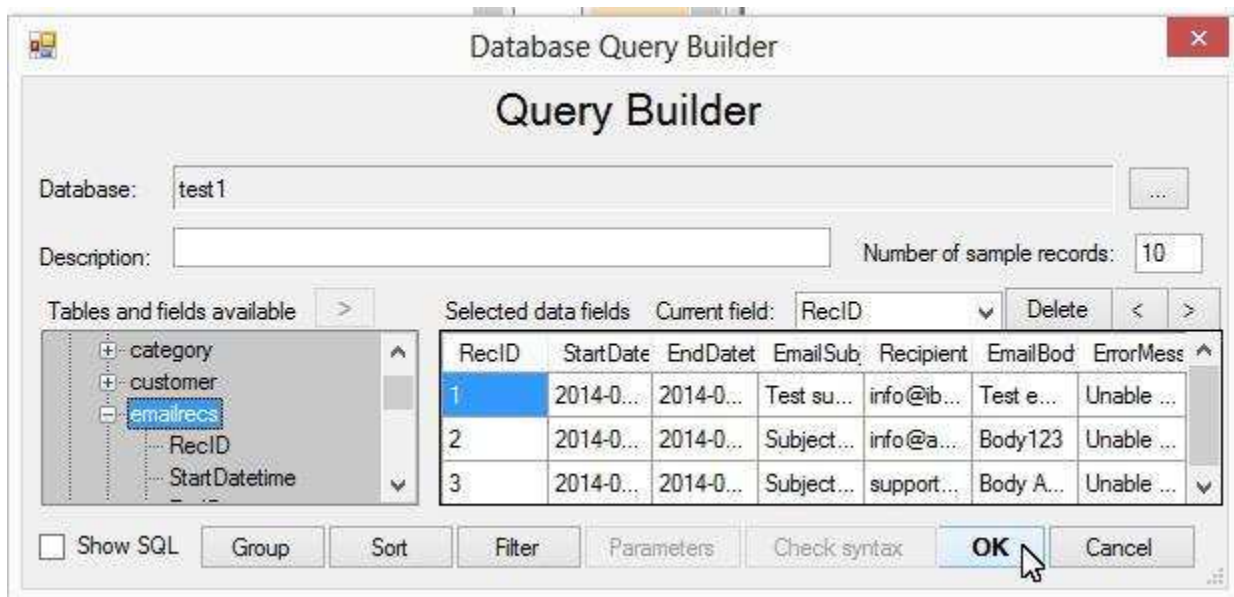 Database Query Builder
Query Builder
Database: test1 ...
Description: Number of sample records: 10
Tables and fields available > Selected data fields Current field: RecID Delete < >
category
customer
emailrecs
RecID
StartDatetime
RecID StartDate EndDatet EmailSub Recipient EmailBod ErrorMess
1 2014-0... 2014-0... Test su... info@ib... Test e... Unable ...
2 2014-0... 2014-0... Subject... info@a... Body123 Unable ...
3 2014-0... 2014-0... Subject... support... Body A... Unable ...
Show SQL Group Sort Filter Parameters Check syntax OK Cancel